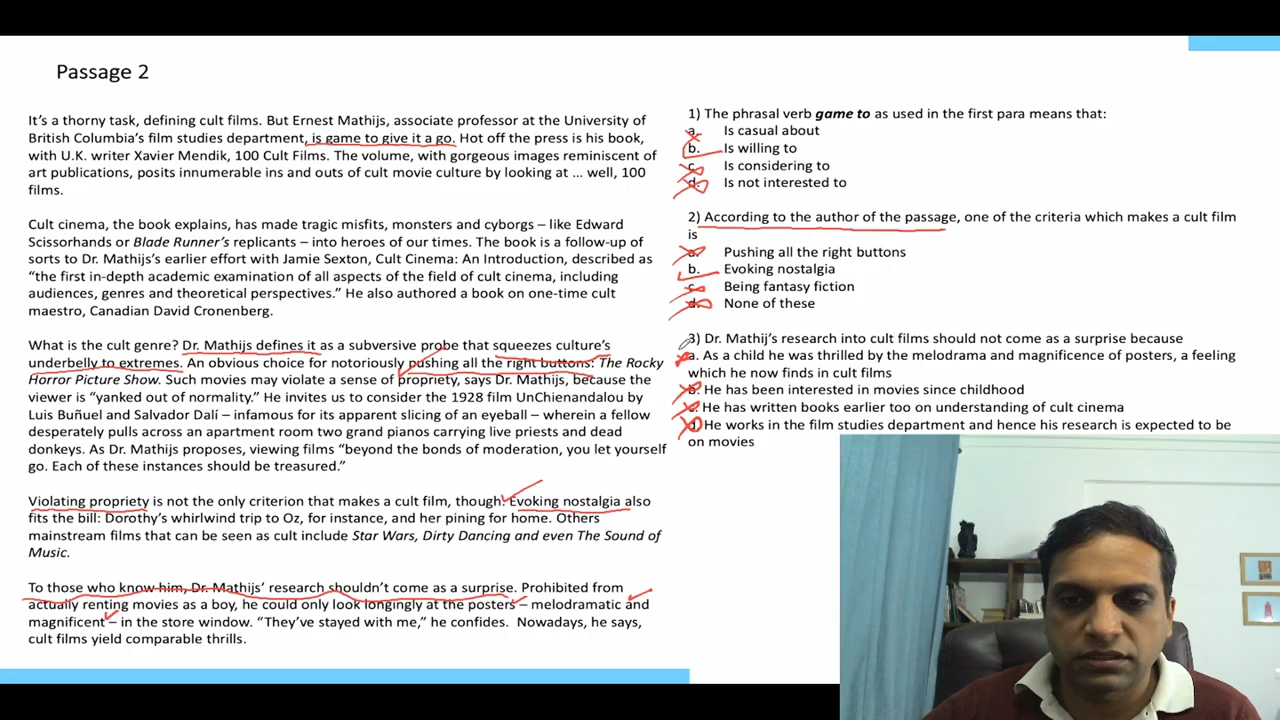 Passage 2
It's a thorny task, defining cult films. But Ernest Mathijs, associate professor at the University of
British Columbia's film studies department, is game to give it a go. Hot off the press is his book,
with U.K. writer Xavier Mendik, 100 Cult Films. The volume, with gorgeous images reminiscent of
art publications, posits innumerable ins and outs of cult movie culture by looking at ... well, 100
films.
Cult cinema, the book explains, has made tragic misfits, monsters and cyborgs – like Edward
Scissorhands or Blade Runner's replicants – into heroes of our times. The book is a follow-up of
sorts to Dr. Mathijs's earlier effort with Jamie Sexton, Cult Cinema: An Introduction, described as
“the first in-depth academic examination of all aspects of the field of cult cinema, including
audiences, genres and theoretical perspectives.” He also authored a book on one-time cult
maestro, Canadian David Cronenberg.
What is the cult genre? Dr. Mathijs defines it as a subversive probe that squeezes culture's
underbelly to extremes. An obvious choice for notoriously pushing all the right buttons: The Rocky
Horror Picture Show. Such movies may violate a sense of propriety, says Dr. Mathijs, because the
viewer is “yanked out of normality.” He invites us to consider the 1928 film UnChienandalou by
Luis Buñuel and Salvador Dalí – infamous for its apparent slicing of an eyeball – wherein a fellow
desperately pulls across an apartment room two grand pianos carrying live priests and dead
donkeys. As Dr. Mathijs proposes, viewing films “beyond the bonds of moderation, you let yourself
go. Each of these instances should be treasured.”
Violating propriety is not the only criterion that makes a cult film, though. Evoking nostalgia also
fits the bill: Dorothy's whirlwind trip to Oz, for instance, and her pining for home. Others
mainstream films that can be seen as cult include Star Wars, Dirty Dancing and even The Sound of
Music.
To those who know him, Dr. Mathijs' research shouldn't come as a surprise. Prohibited from
actually renting movies as a boy, he could only look longingly at the posters – melodramatic and
magnificent – in the store window. “They've stayed with me,” he confides. Nowadays, he says,
cult films yield comparable thrills.
1) The phrasal verb game to as used in the first para means that:
a. Is casual about
b. Is willing to
c. Is considering to
d. Is not interested to
2) According to the author of the passage, one of the criteria which makes a cult film
is
a. Pushing all the right buttons
b. Evoking nostalgia
c. Being fantasy fiction
d. None of these
3) Dr. Mathij's research into cult films should not come as a surprise because
a. As a child he was thrilled by the melodrama and magnificence of posters, a feeling
which he now finds in cult films
b. He has been interested in movies since childhood
c. He has written books earlier too on understanding of cult cinema
d. He works in the film studies department and hence his research is expected to be
on movies